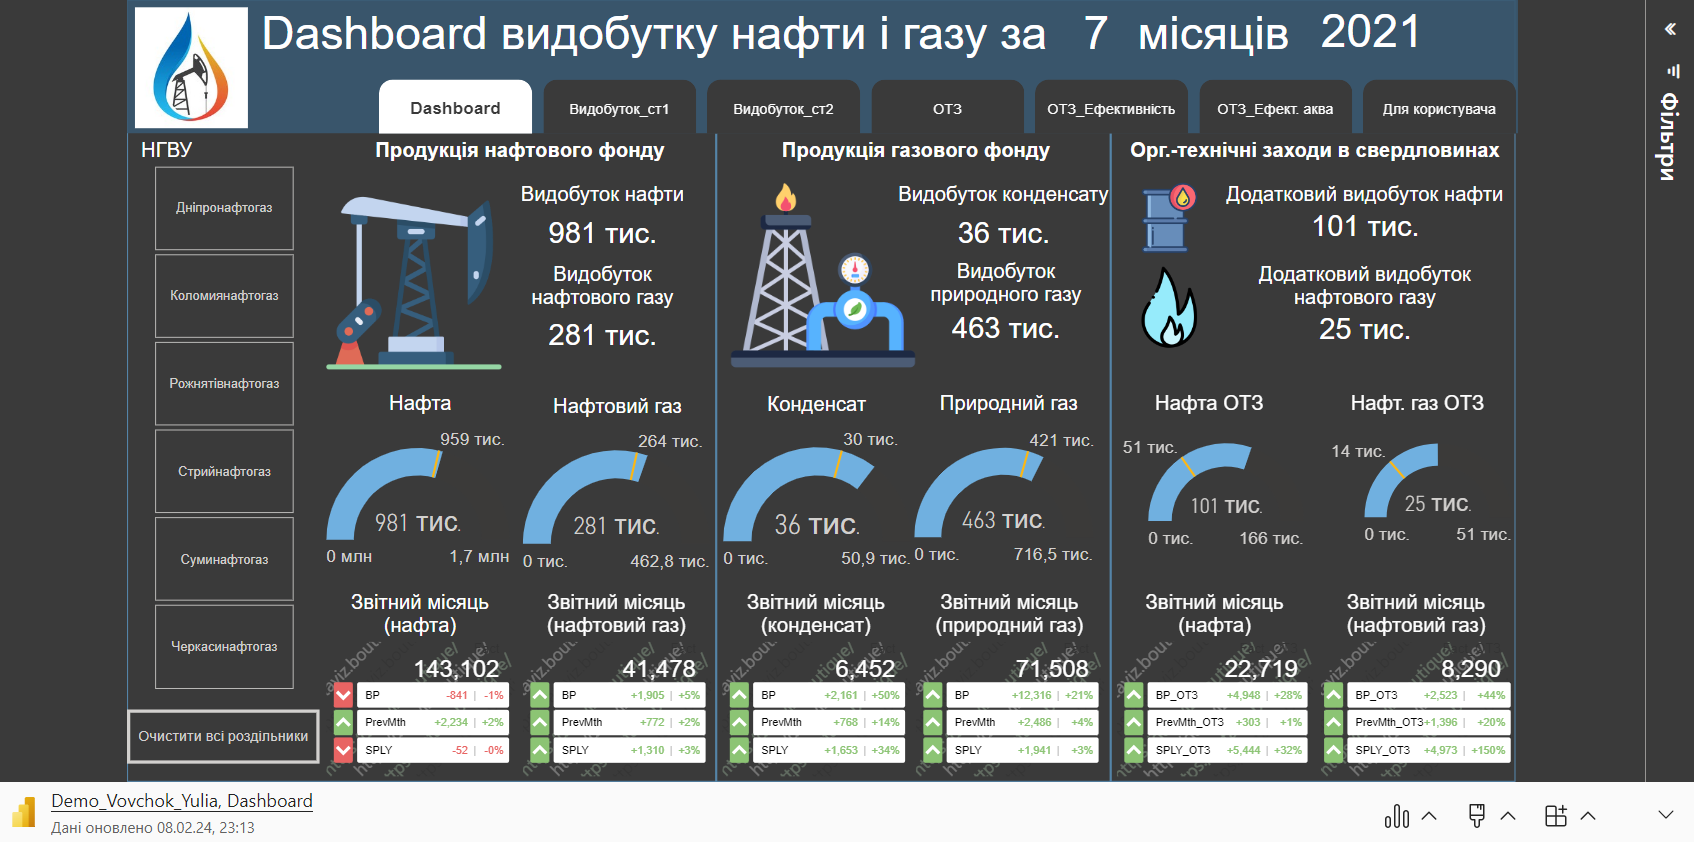 Dashboard видобутку нафти і газу за 7 місяців 2021
Dashboard
Видобуток_ст1
Видобуток_ст2
ОТЗ
ОТЗ_Ефективність
ОТЗ_Ефект. аква
Для користувача
Фільтри
НГВУ
Дніпронафтогаз
Коломиянафтогаз
Рожнятівнафтогаз
Стрийнафтогаз
Суминафтогаз
Черкасинафтогаз
Очистити всі роздільники
Продукція нафтового фонду
Видобуток нафти
981 тис.
Видобуток
нафтового газу
281 тис.
Нафта
959 тис.
981 тис.
0 млн
1,7 млн
Нафтовий газ
264 тис.
281 тис.
0 тис.
462,8 тис.
Звітний місяць
(нафта)
143,102
BP -841 | -1%
PrevMth +2,234 | +2%
SPLY -52 | -0%
Звітний місяць
(нафтовий газ)
41,478
BP +1,905 | +5%
PrevMth +772 | +2%
SPLY +1,310 | +3%
Продукція газового фонду
Видобуток конденсату
36 тис.
Видобуток
природного газу
463 тис.
Конденсат
30 тис.
36 тис.
0 тис.
50,9 тис.
Природний газ
421 тис.
463 тис.
0 тис.
716,5 тис.
Звітний місяць
(конденсат)
6,452
BP +2,161 | +50%
PrevMth +768 | +14%
SPLY +1,653 | +34%
Звітний місяць
(природний газ)
71,508
BP +12,316 | +21%
PrevMth +2,486 | +4%
SPLY +1,941 | +3%
Орг.-технічні заходи в свердловинах
Додатковий видобуток нафти
101 тис.
Додатковий видобуток
нафтового газу
25 тис.
Нафта ОТЗ
51 тис.
101 тис.
0 тис.
166 тис.
Нафт. газ ОТЗ
14 тис.
25 тис.
0 тис.
51 тис.
Звітний місяць
(нафта)
22,719
BP_ОТЗ +4,948 | +28%
PrevMth_ОТЗ +303 | +1%
SPLY_ОТЗ +5,444 | +32%
Звітний місяць
(нафтовий газ)
8,290
BP_ОТЗ +2,523 | +44%
PrevMth_ОТЗ+1,396 | +20%
SPLY_ОТЗ +4,973 | +150%
Demo_Vovchok_Yulia, Dashboard
Дані оновлено 08.02.24, 23:13